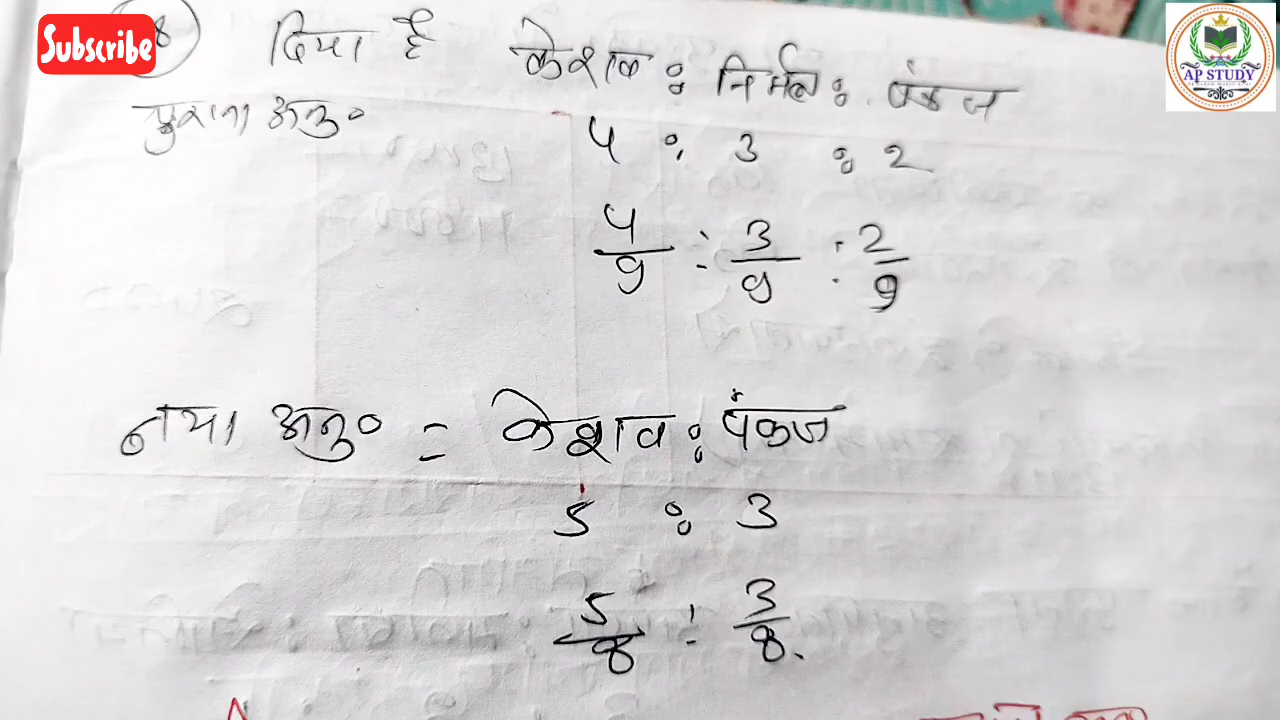 Subscribe
8 दिया है केशव : निर्मल : पंकज
AP STUDY
पुराना अनु०
4 : 3 : 2
4/9 : 3/9 : 2/9
नया अनु० = केशव : पंकज
5 : 3
5/8 : 3/8.